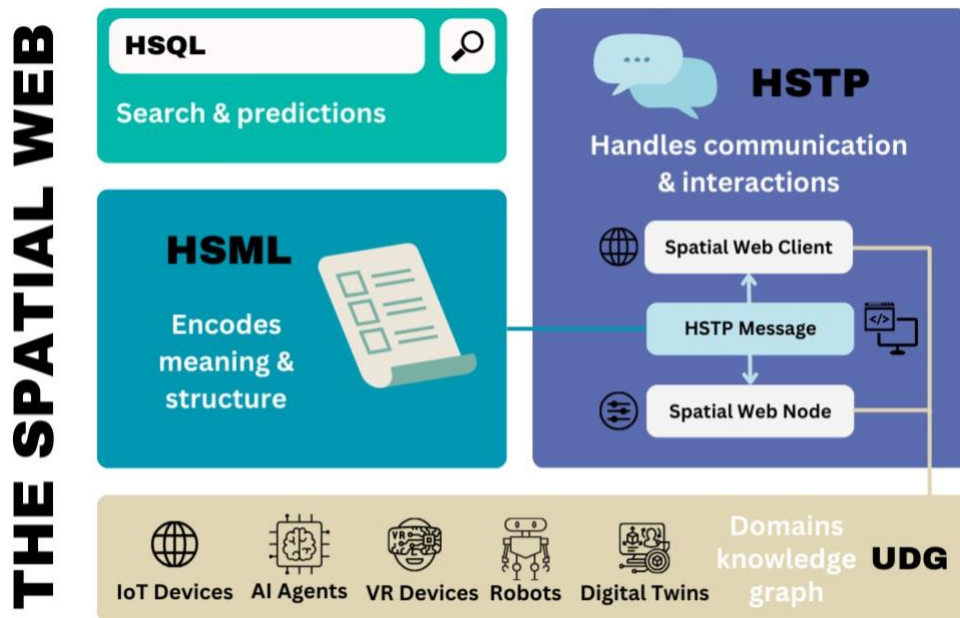 THE SPATIAL WEB
HSQL
Search & predictions
HSML
Encodes
meaning &
structure
HSTP
Handles communication
& interactions
Spatial Web Client
HSTP Message
</>
Spatial Web Node
IoT Devices
AI Agents
VR
VR Devices
Robots
Digital Twins
Domains
knowledge
graph
UDG